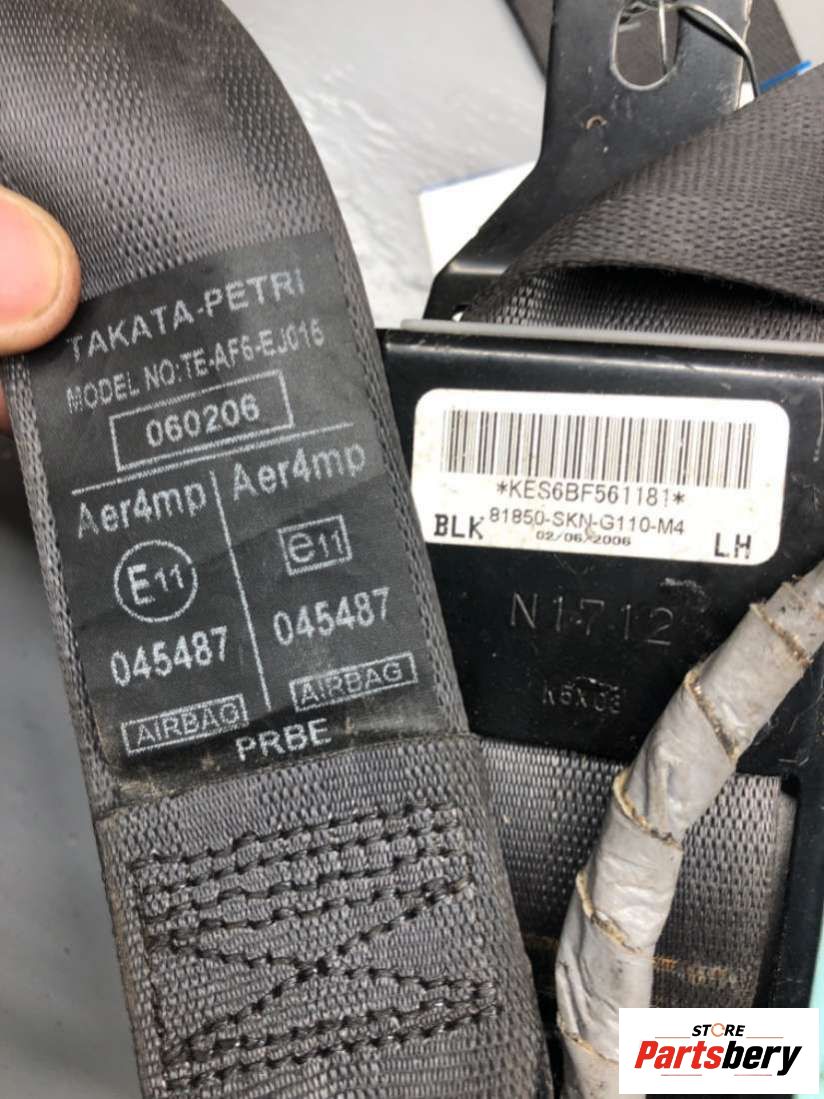 TAKATA-PETRI
MODEL NO:TE-AF6-EJ016
060206
Aer4mp Aer4mp
E11 e11
045487 045487
AIRBAG AIRBAG
PRBE
*KES6BF561181*
81850-SKN-G110-M4
BLK 02/06/2006 LH
N1712
STORE
Partsbery